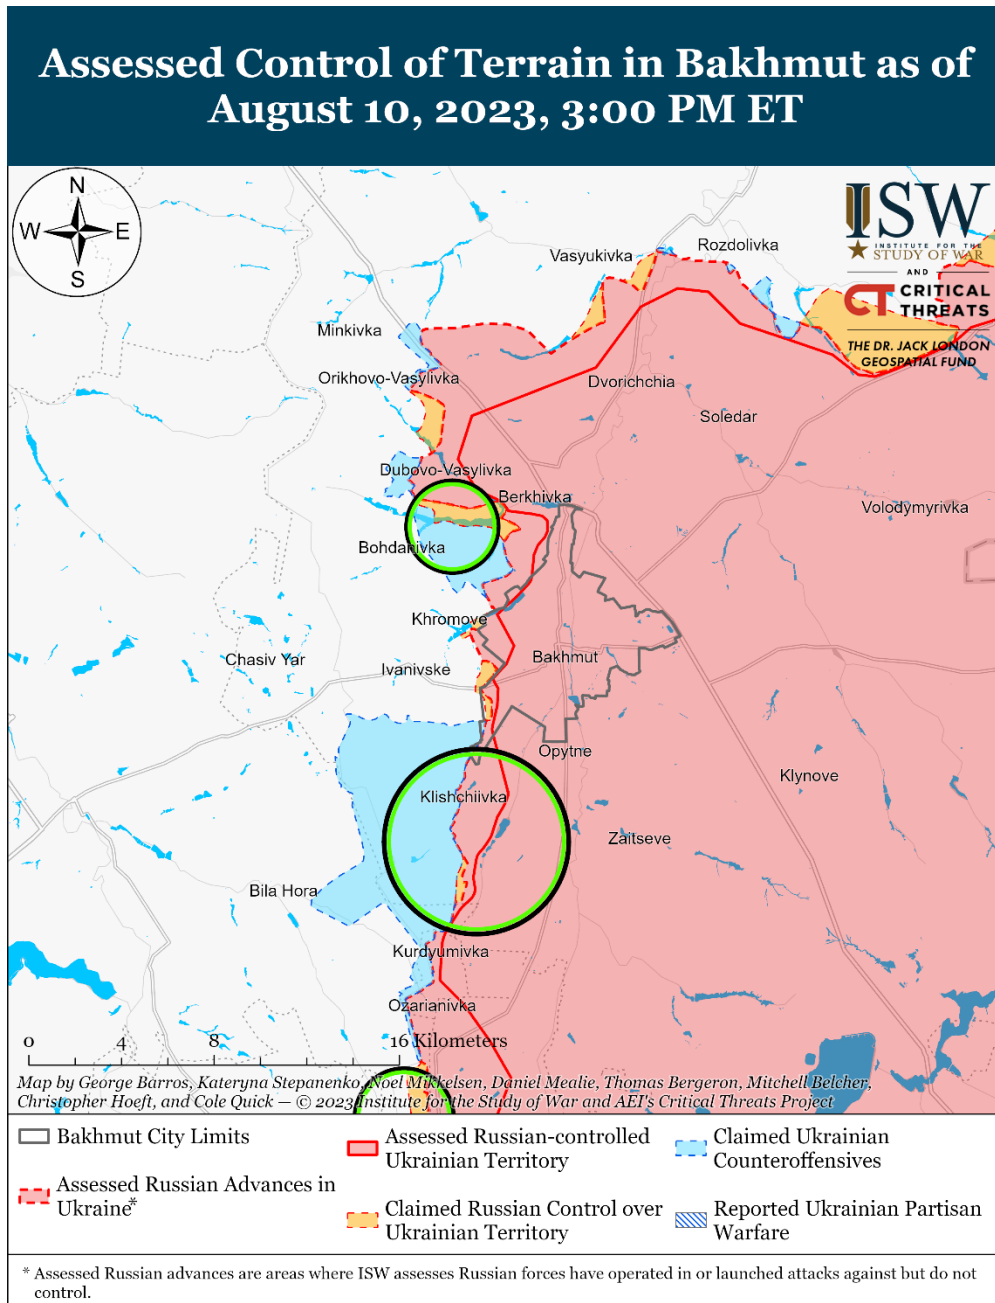 Assessed Control of Terrain in Bakhmut as of
August 10, 2023, 3:00 PM ET
N
W
E
S
ISW
INSTITUTE FOR THE
STUDY OF WAR
AND
CT CRITICAL
THREATS
THE DR. JACK LONDON
GEOSPATIAL FUND
Rozdolivka
Vasyukivka
Minkivka
Orikhovo-Vasylivka
Dvorichchia
Soledar
Dubovo-Vasylivka
Berkhivka
Volodymyrivka
Bohdanivka
Khromove
Chasiv Yar
Ivanivske
Bakhmut
Opytne
Klynove
Klishchiivka
Zaitseve
Bila Hora
Kurdyumivka
Ozarianivka
0
4
8
16 Kilometers
Map by George Barros, Kateryna Stepanenko, Noel Mikkelsen, Daniel Mealie, Thomas Bergeron, Mitchell Belcher,
Christopher Hoeft, and Cole Quick — © 2023 Institute for the Study of War and AEI's Critical Threats Project
Bakhmut City Limits
Assessed Russian Advances in
Ukraine*
Assessed Russian-controlled
Ukrainian Territory
Claimed Russian Control over
Ukrainian Territory
Claimed Ukrainian
Counteroffensives
Reported Ukrainian Partisan
Warfare
* Assessed Russian advances are areas where ISW assesses Russian forces have operated in or launched attacks against but do not
control.